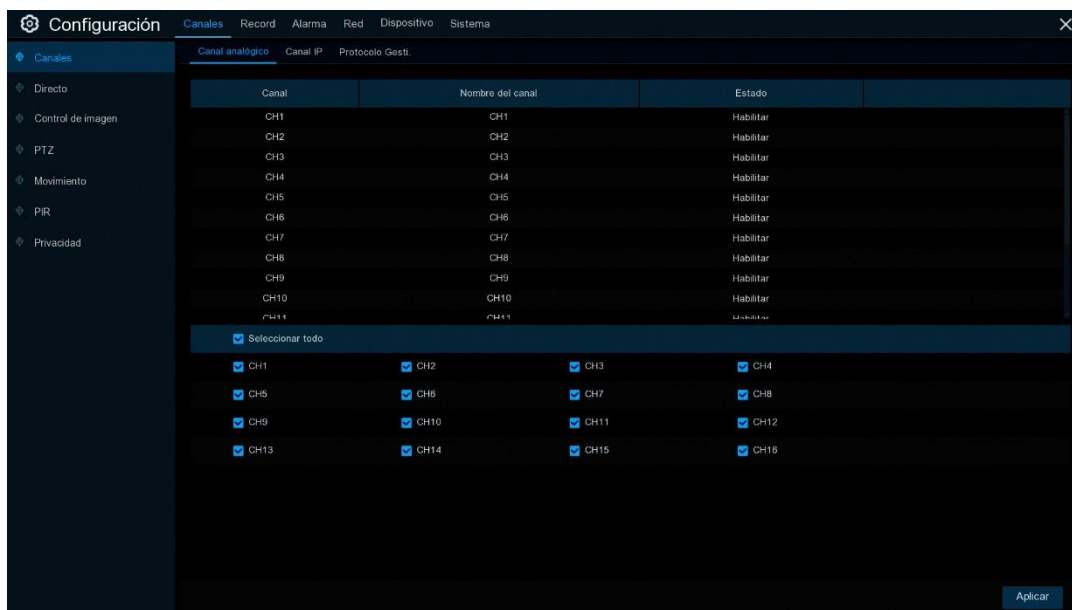 Configuración Canales Record Alarma Red Dispositivo Sistema
Canales
Directo
Control de imagen
PTZ
Movimiento
PIR
Privacidad
Canal analógico Canal IP Protocolo Gesti.
Canal Nombre del canal Estado
CH1 CH1 Habilitar
CH2 CH2 Habilitar
CH3 CH3 Habilitar
CH4 CH4 Habilitar
CH5 CH5 Habilitar
CH6 CH6 Habilitar
CH7 CH7 Habilitar
CH8 CH8 Habilitar
CH9 CH9 Habilitar
CH10 CH10 Habilitar
CH11 CH11 Habilitar
Seleccionar todo
CH1 CH2 CH3 CH4
CH5 CH6 CH7 CH8
CH9 CH10 CH11 CH12
CH13 CH14 CH15 CH16
Aplicar